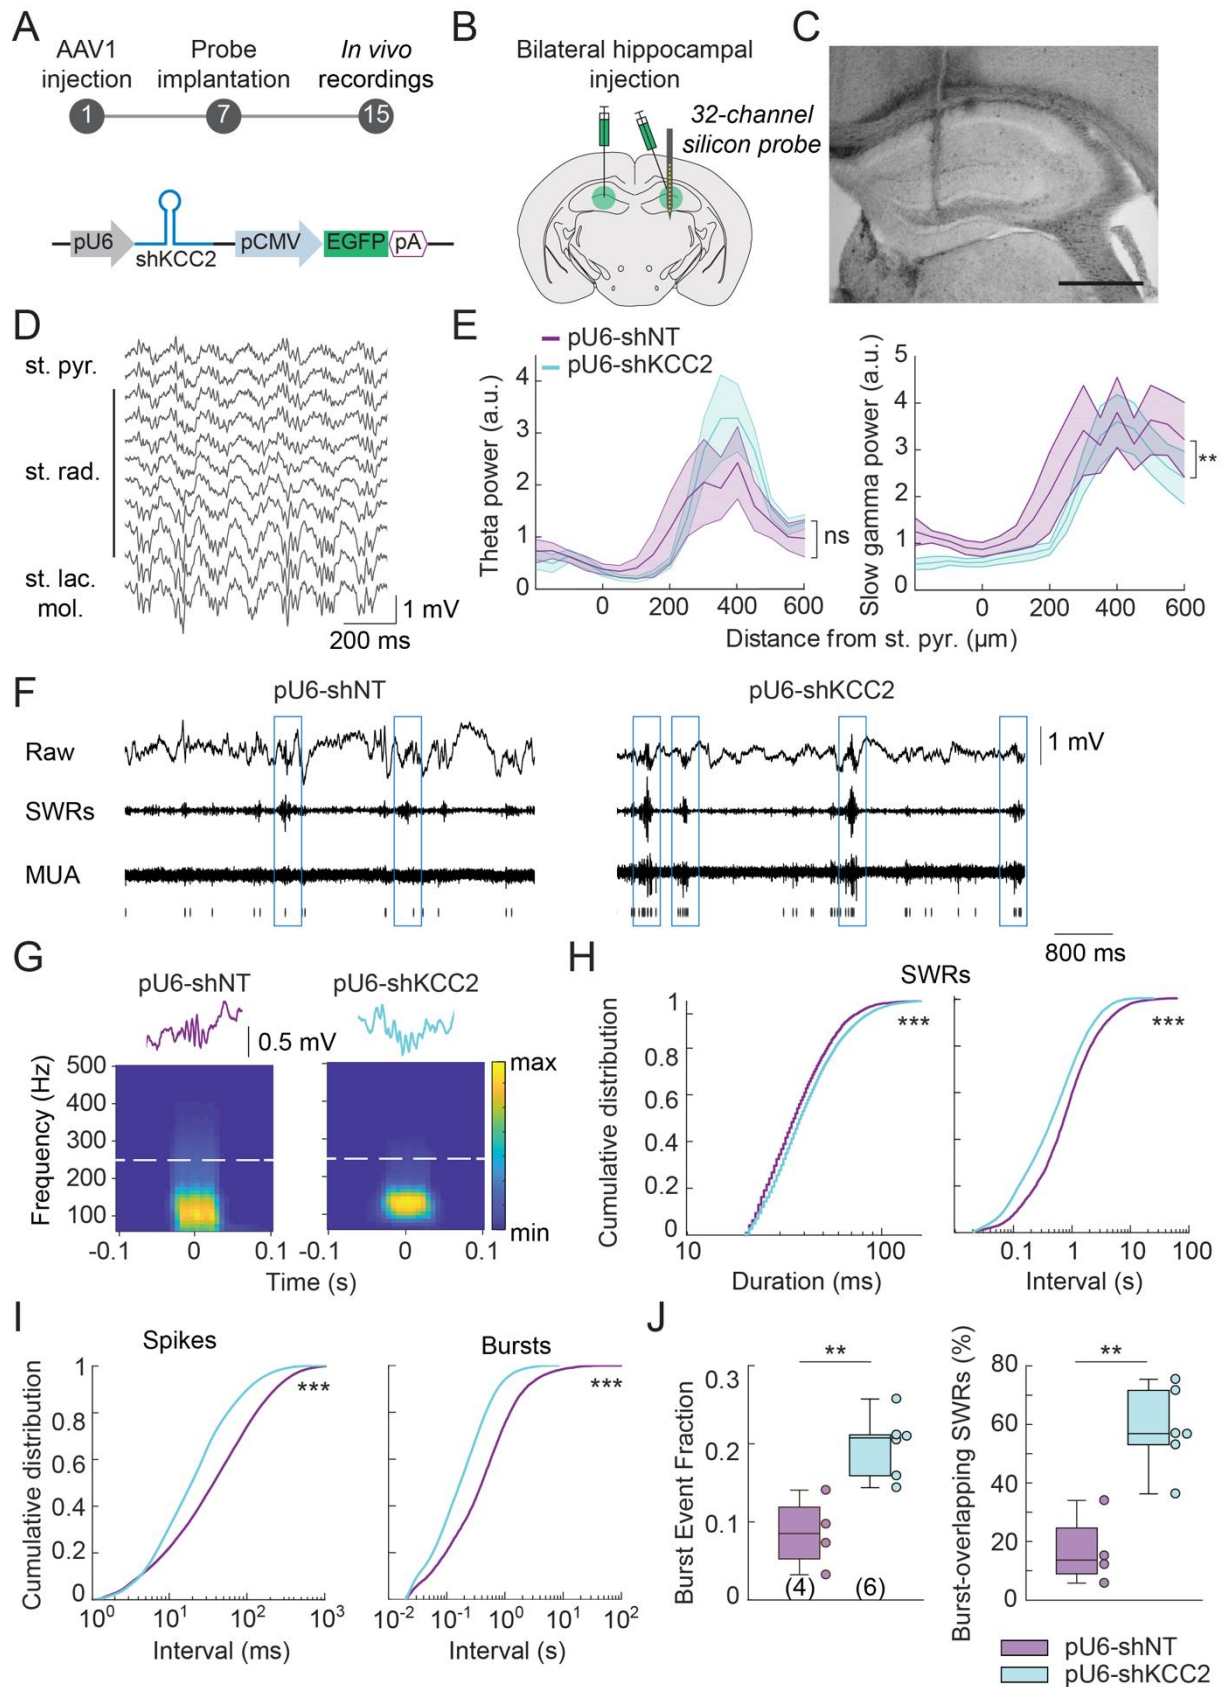 A
AAV1
injection
Probe
implantation
In vivo
recordings
1
7
15
pU6
shKCC2
pCMV
EGFP
pA
B
Bilateral hippocampal
injection
32-channel
silicon probe
C
D
st. pyr.
st. rad.
st. lac.
mol.
1 mV
200 ms
E
pU6-shNT
pU6-shKCC2
Theta power (a.u.)
4
3
2
1
0
0 200 400 600
ns
Slow gamma power (a.u.)
5
4
3
2
1
0
0 200 400 600
**
Distance from st. pyr. (µm)
F
pU6-shNT
pU6-shKCC2
Raw
SWRs
MUA
1 mV
800 ms
G
pU6-shNT
pU6-shKCC2
0.5 mV
Frequency (Hz)
500
400
300
200
100
-0.1 0 0.1
-0.1 0 0.1
Time (s)
max
min
H
SWRs
Cumulative distribution
1
0.8
0.6
0.4
0.2
0
10 100
Duration (ms)
***
0.1 1 10 100
Interval (s)
***
I
Spikes
Bursts
Cumulative distribution
1
0.8
0.6
0.4
0.2
0
10⁰ 10¹ 10² 10³
Interval (ms)
***
10⁻² 10⁻¹ 10⁰ 10¹ 10²
Interval (s)
***
J
Burst Event Fraction
0.3
0.2
0.1
0
**
(4) (6)
Burst-overlapping SWRs (%)
80
60
40
20
0
**
pU6-shNT
pU6-shKCC2